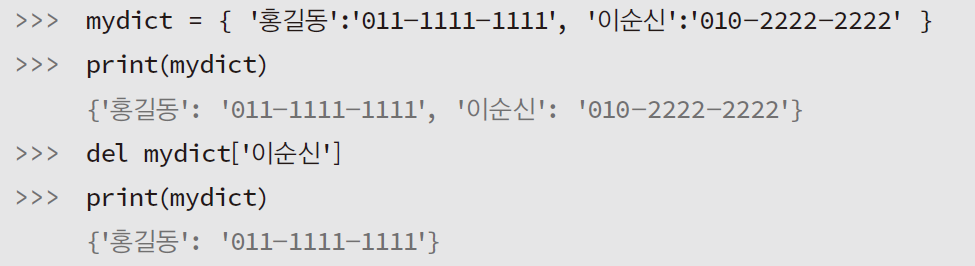 >>> mydict = { '홍길동':'011-1111-1111', '이순신':'010-2222-2222' }
>>> print(mydict)
{'홍길동': '011-1111-1111', '이순신': '010-2222-2222'}
>>> del mydict['이순신']
>>> print(mydict)
{'홍길동': '011-1111-1111'}